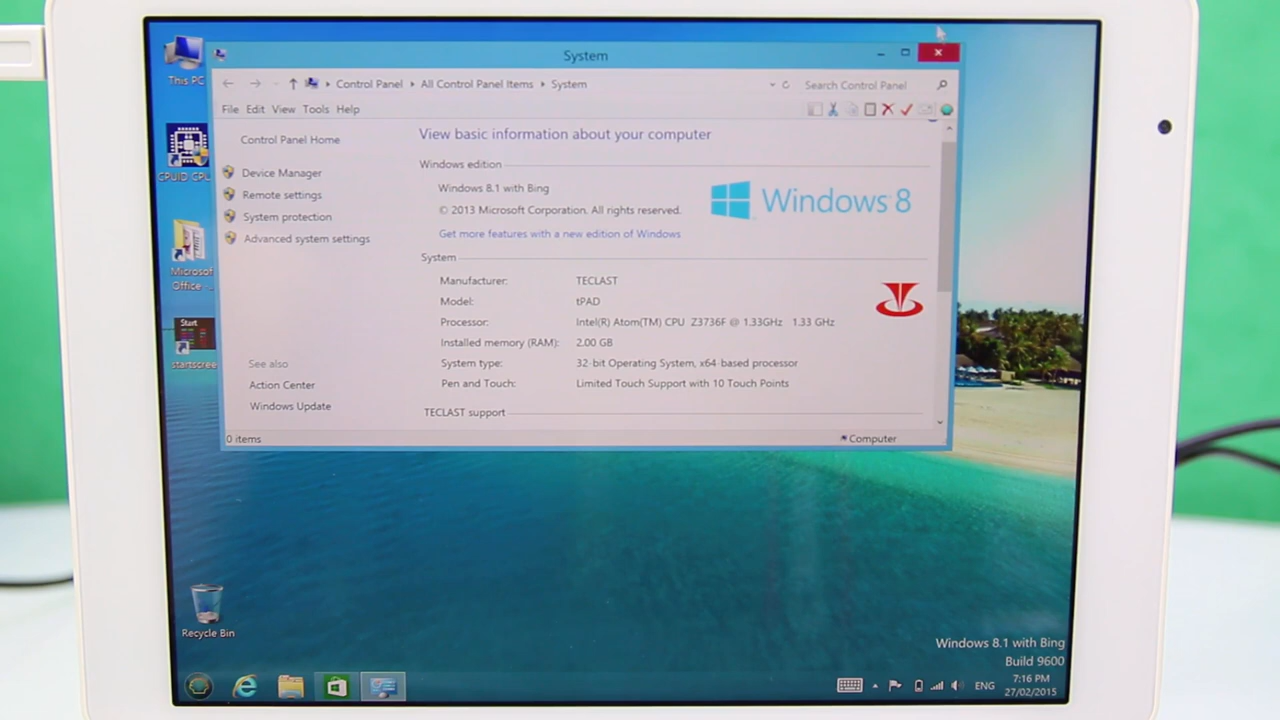 This PC
CPUID CPU
Microsof
Office -
Start
startscree
System
Control Panel All Control Panel Items System
Search Control Panel
File Edit View Tools Help
Control Panel Home
Device Manager
Remote settings
System protection
Advanced system settings
See also
Action Center
Windows Update
View basic information about your computer
Windows edition
Windows 8.1 with Bing
© 2013 Microsoft Corporation. All rights reserved.
Get more features with a new edition of Windows
Windows 8
System
Manufacturer: TECLAST
Model: tPAD
Processor: Intel(R) Atom(TM) CPU Z3736F @ 1.33GHz 1.33 GHz
Installed memory (RAM): 2.00 GB
System type: 32-bit Operating System, x64-based processor
Pen and Touch: Limited Touch Support with 10 Touch Points
TECLAST support
0 items
Computer
Recycle Bin
Windows 8.1 with Bing
Build 9600
ENG
7:16 PM
27/02/2015